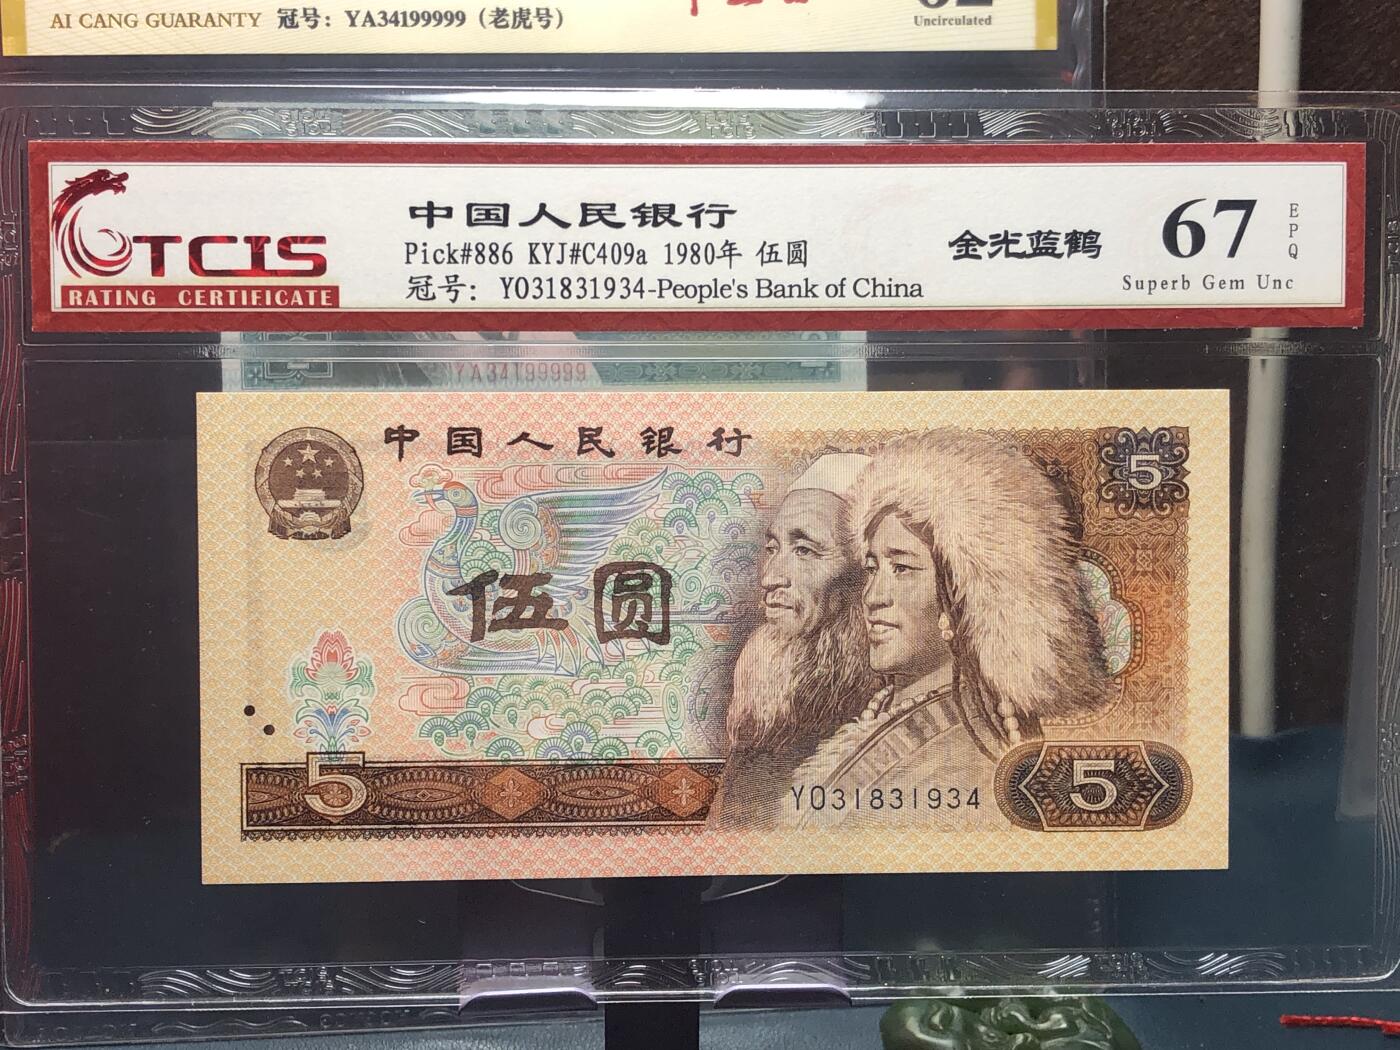 AI CANG GUARANTY 冠号：YA34199999（老虎号）
Uncirculated
TCIS
RATING CERTIFICATE
中国人民银行
Pick#886 KYJ#C409a 1980年 伍圆
冠号：YO31831934-People's Bank of China
金光蓝鹤
67
EPQ
Superb Gem Unc
YA34199999
中国人民银行
5
伍圆
5
YO31831934
5